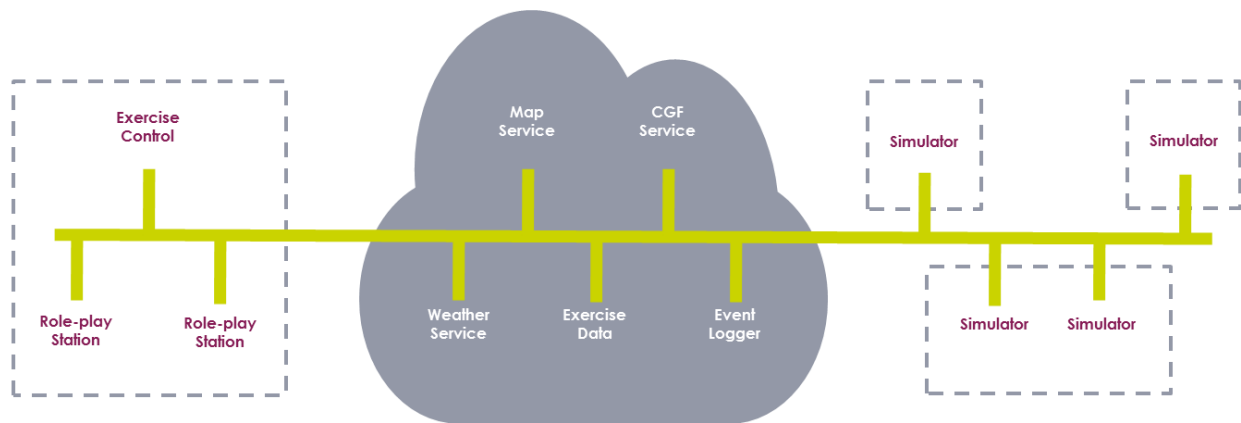 Exercise
Control
Role-play
Station
Role-play
Station
Map
Service
CGF
Service
Weather
Service
Exercise
Data
Event
Logger
Simulator
Simulator
Simulator
Simulator